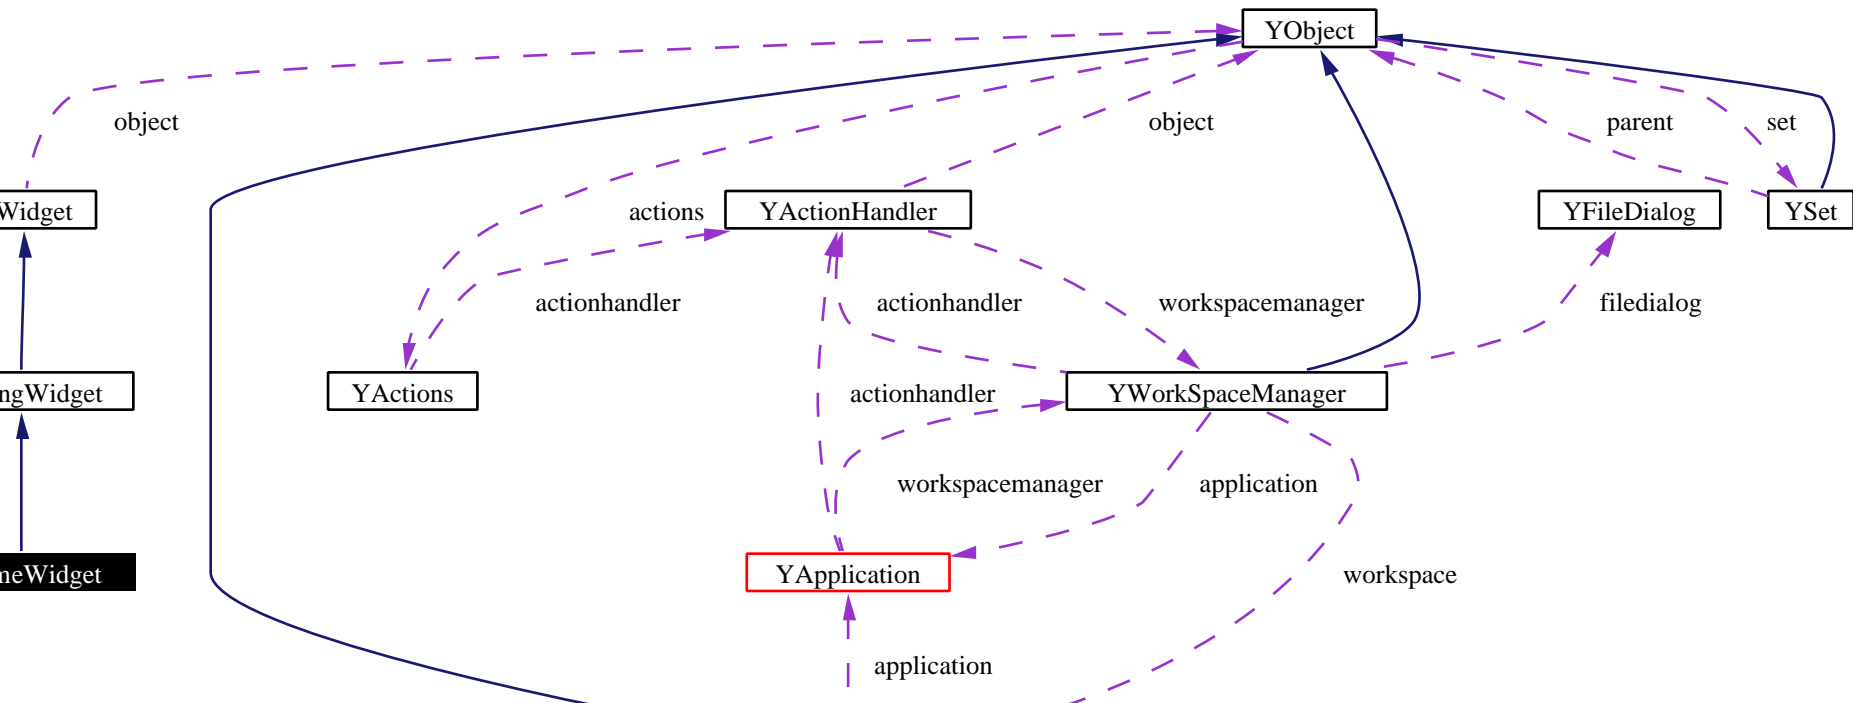 YObject
object
object
parent
set
Widget
actions
YActionHandler
YFileDialog
YSet
actionhandler
actionhandler
workspacemanager
filedialog
ngWidget
YActions
actionhandler
YWorkSpaceManager
workspacemanager
application
meWidget
YApplication
workspace
application